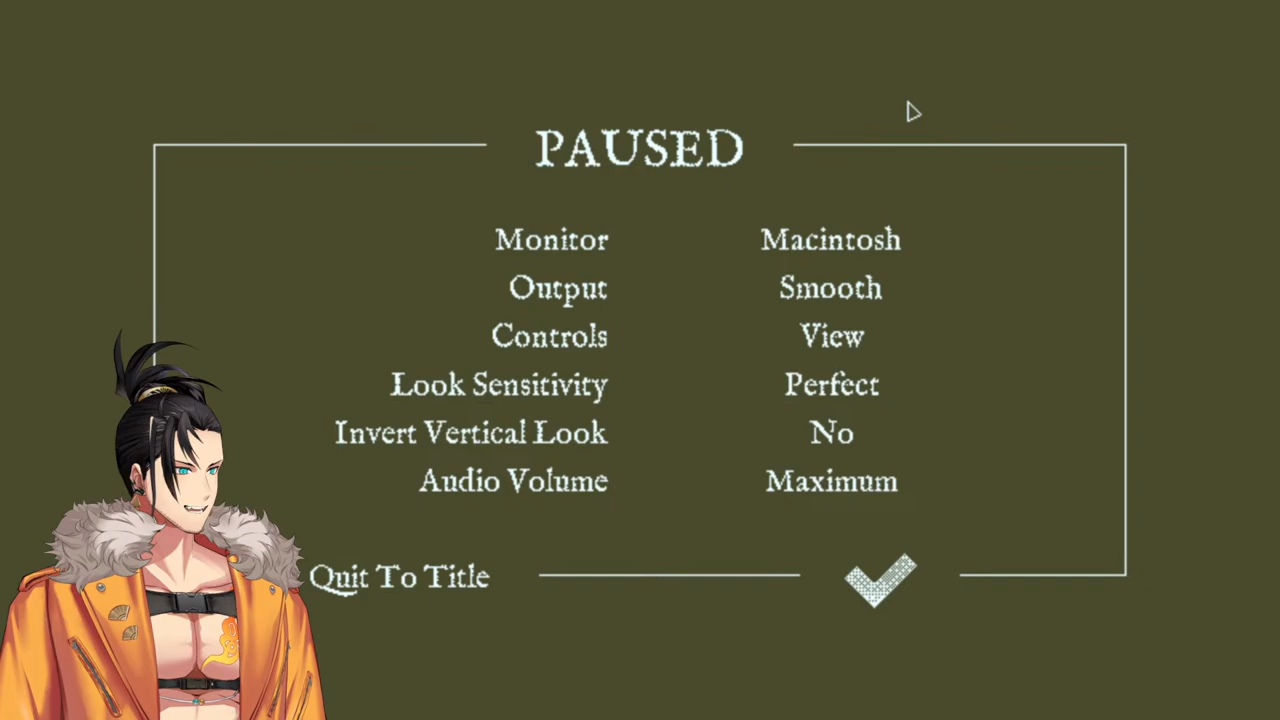 PAUSED
Monitor Macintosh
Output Smooth
Controls View
Look Sensitivity Perfect
Invert Vertical Look No
Audio Volume Maximum
Quit To Title